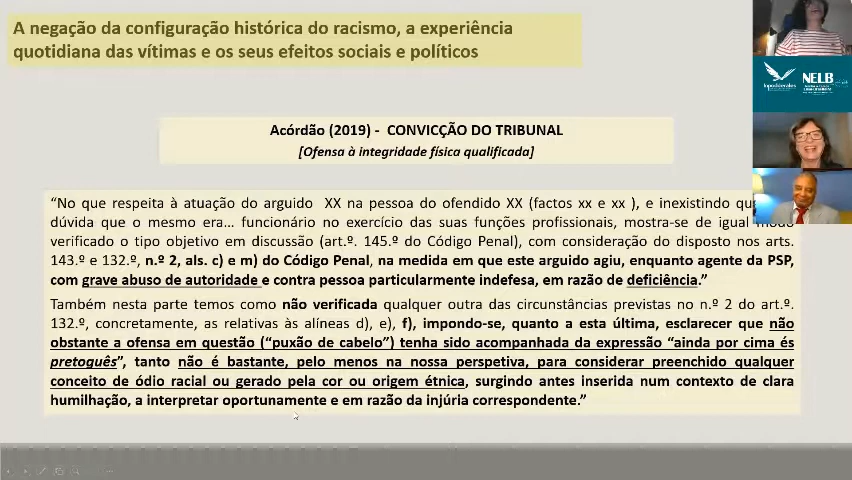 A negação da configuração histórica do racismo, a experiência
quotidiana das vítimas e os seus efeitos sociais e políticos
Acórdão (2019) - CONVICÇÃO DO TRIBUNAL
[Ofensa à integridade física qualificada]
“No que respeita à atuação do arguido XX na pessoa do ofendido XX (factos xx e xx ), e inexistindo
dúvida que o mesmo era… funcionário no exercício das suas funções profissionais, mostra-se de igual modo
verificado o tipo objetivo em discussão (art.º. 145.º do Código Penal), com consideração do disposto nos arts.
143.º e 132.º, n.º 2, als. c) e m) do Código Penal, na medida em que este arguido agiu, enquanto agente da PSP,
com grave abuso de autoridade e contra pessoa particularmente indefesa, em razão de deficiência.”
Também nesta parte temos como não verificada qualquer outra das circunstâncias previstas no n.º 2 do art.º.
132.º, concretamente, as relativas às alíneas d), e), f), impondo-se, quanto a esta última, esclarecer que não
obstante a ofensa em questão (“puxão de cabelo”) tenha sido acompanhada da expressão “ainda por cima és
pretoguês”, tanto não é bastante, pelo menos na nossa perspetiva, para considerar preenchido qualquer
conceito de ódio racial ou gerado pela cor ou origem étnica, surgindo antes inserida num contexto de clara
humilhação, a interpretar oportunamente e em razão da injúria correspondente.”
NELB